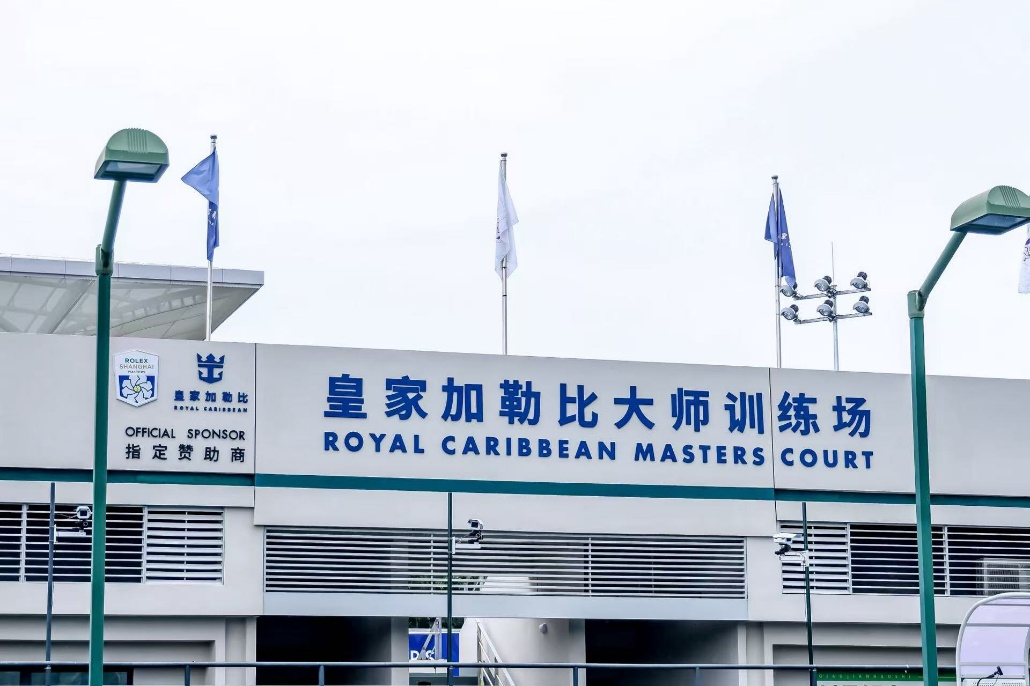 ROLEX
SHANGHAI
皇家加勒比
ROYAL CARIBBEAN
OFFICIAL SPONSOR
指定赞助商
皇家加勒比大师训练场
ROYAL CARIBBEAN MASTERS COURT